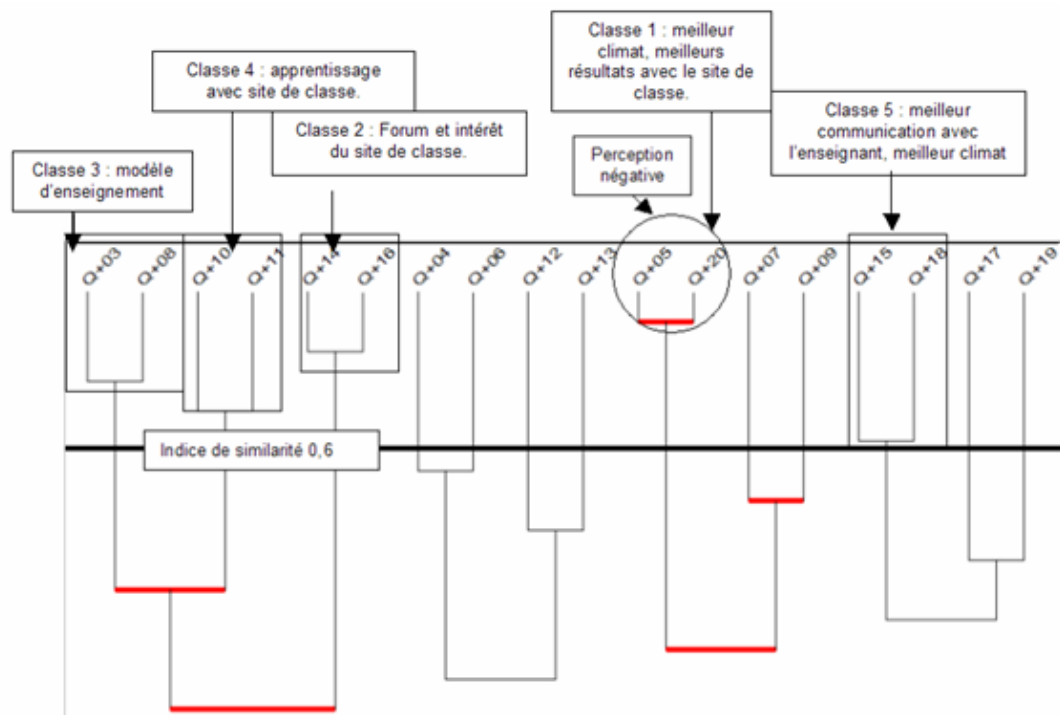 Classe 1 : meilleur
climat, meilleurs
résultats avec le site de
classe.
Classe 4 : apprentissage
avec site de classe.
Classe 5 : meilleur
communication avec
l'enseignant, meilleur climat
Classe 2 : Forum et intérêt
du site de classe.
Perception
négative
Classe 3 : modèle
d'enseignement
Q+03 Q+08 Q+10 Q+11 Q+14 Q+16 Q+04 Q+06 Q+12 Q+13 Q+05 Q+20 Q+07 Q+09 Q+15 Q+18 Q+17 Q+19
Indice de similarité 0,6